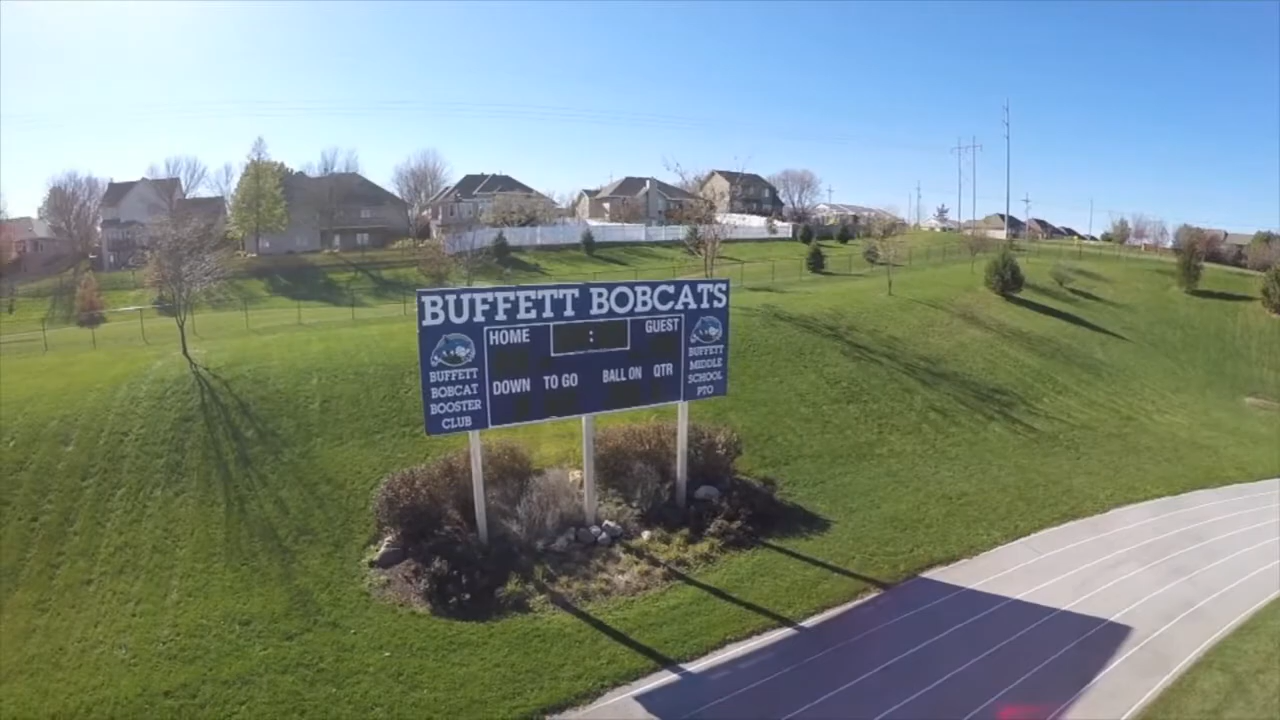 BUFFETT BOBCATS
HOME
:
GUEST
DOWN TO GO BALL ON QTR
BUFFETT
BOBCAT
BOOSTER
CLUB
BUFFETT
MIDDLE
SCHOOL
PTO